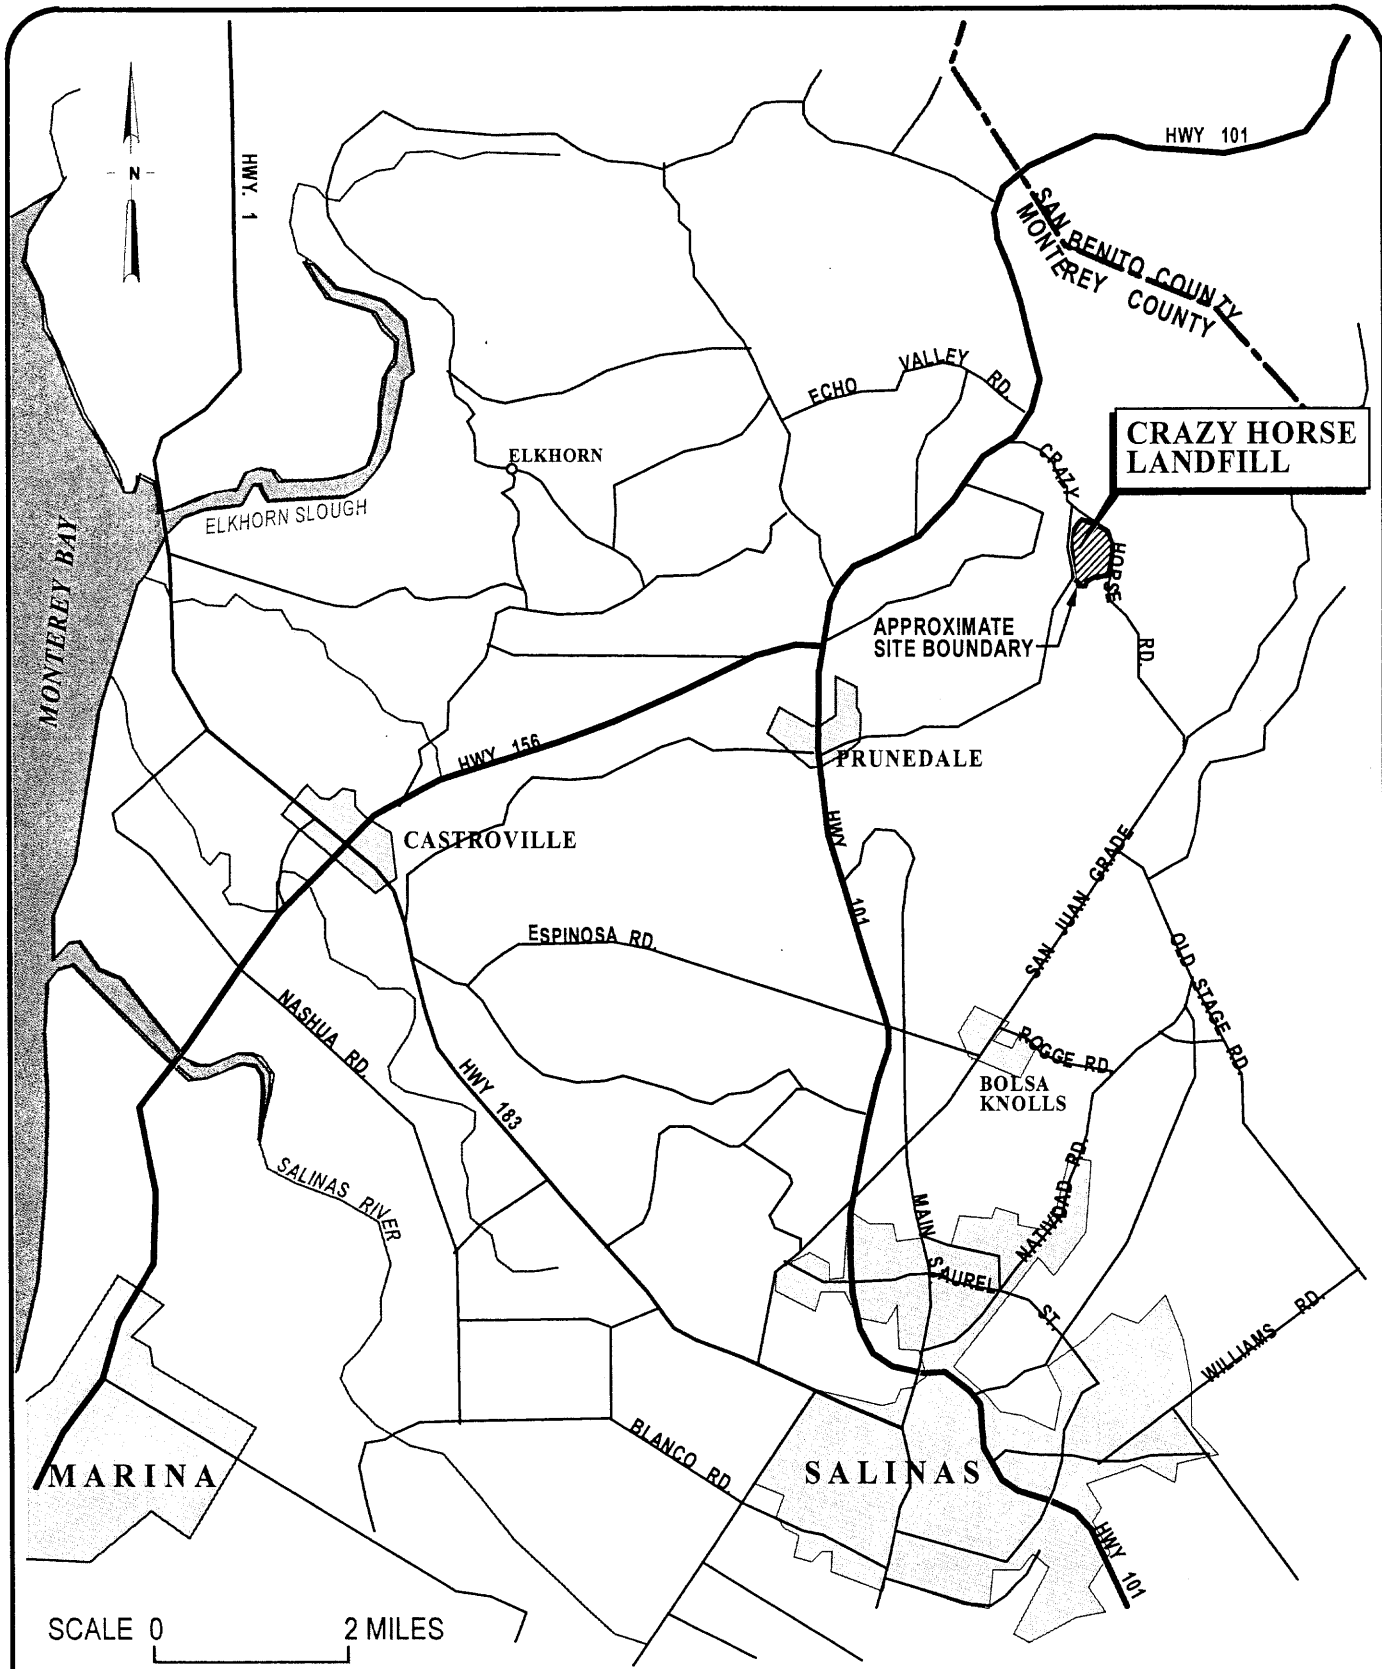 HWY 101
HWY. 1
N
SAN BENITO COUNTY
MONTEREY COUNTY
ECHO VALLEY RD.
CRAZY HORSE
LANDFILL
CRAZY HORSE RD.
ELKHORN
ELKHORN SLOUGH
MONTEREY BAY
APPROXIMATE
SITE BOUNDARY
HWY 156
PRUNEDALE
CASTROVILLE
HWY 101
SAN JUAN GRADE
ESPINOSA RD.
OLD STAGE RD.
NASHUA RD.
ROGGE RD.
BOLSA
KNOLLS
HWY 183
SALINAS RIVER
NATIVIDAD RD.
MAIN
SAUREL ST.
WILLIAMS RD.
BLANCO RD.
MARINA
SALINAS
HWY 101
SCALE 0 2 MILES